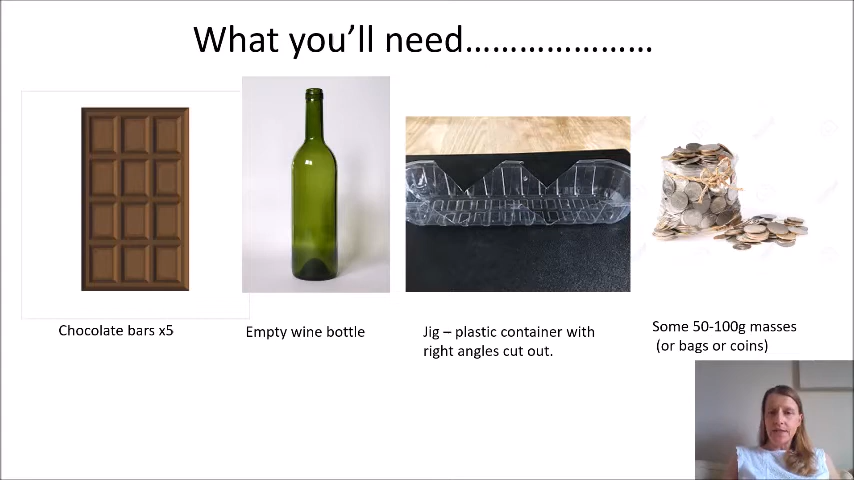 What you'll need.....................
Chocolate bars x5
Empty wine bottle
Jig – plastic container with
right angles cut out.
Some 50-100g masses
(or bags or coins)